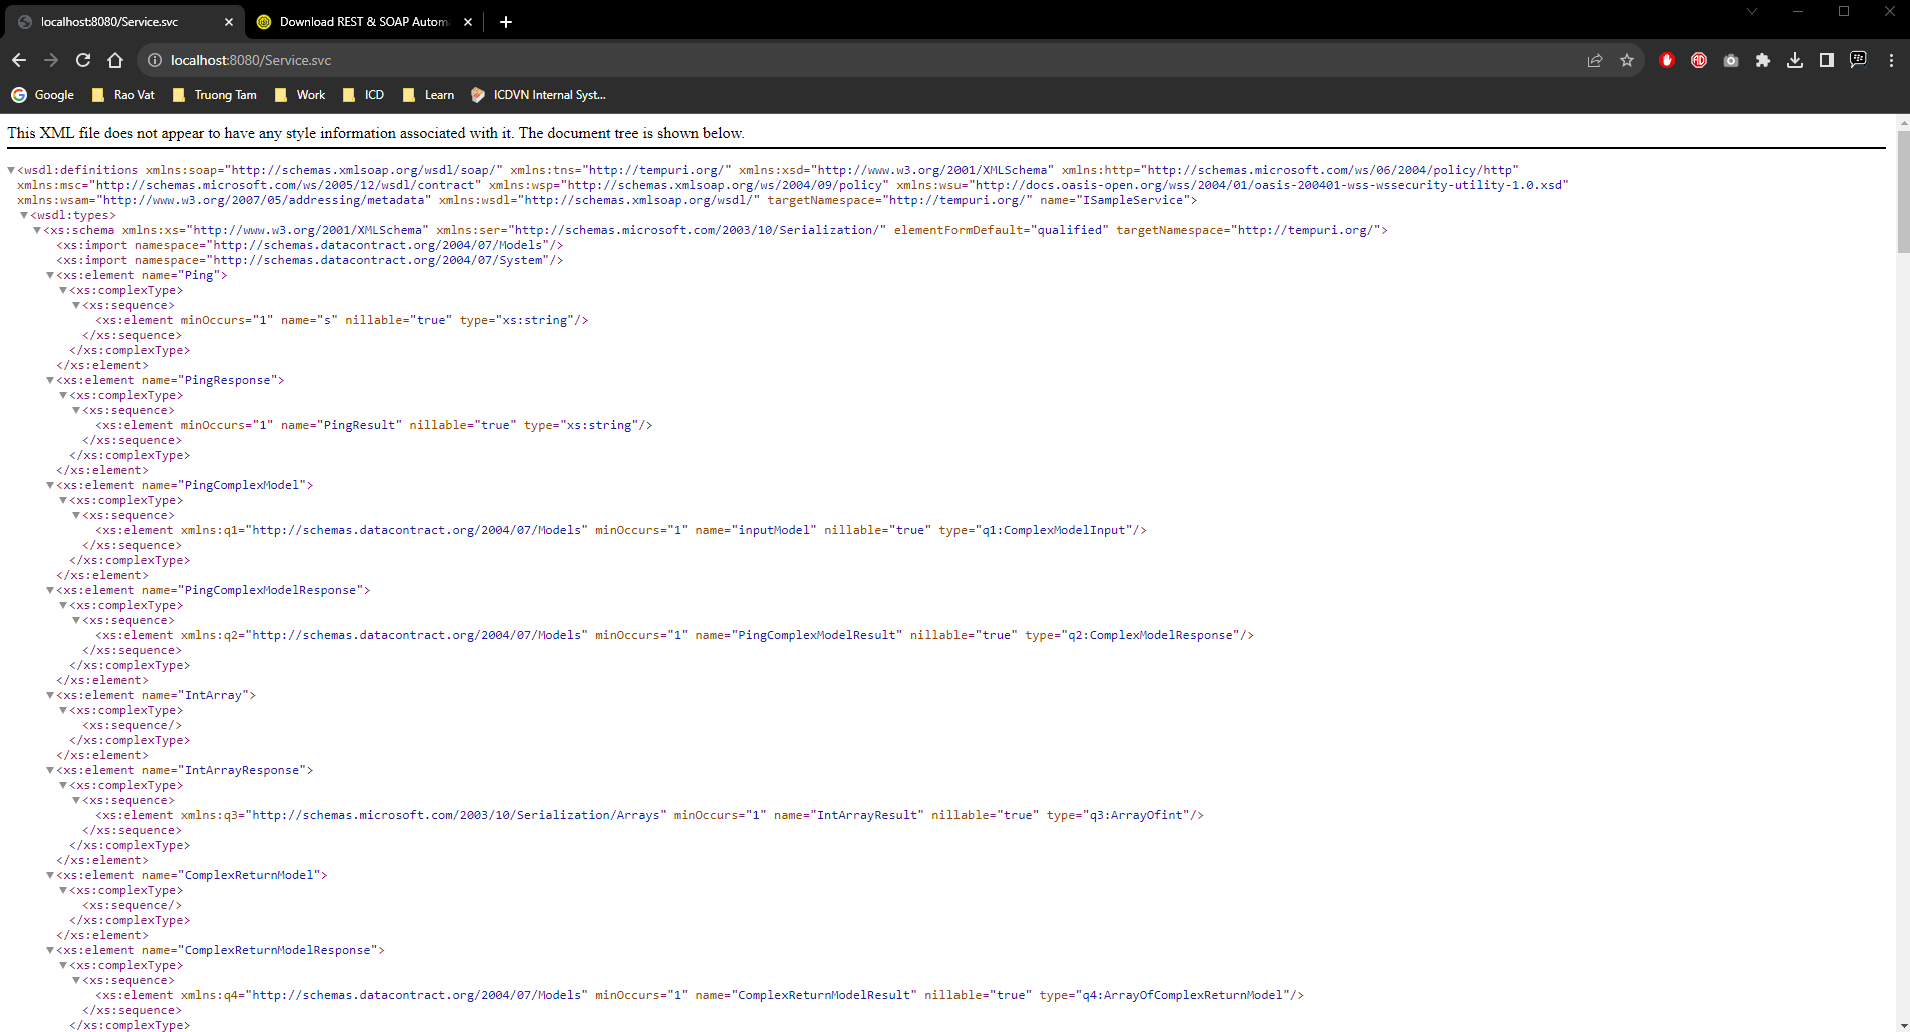 localhost:8080/Service.svc
Download REST & SOAP Autom
localhost:8080/Service.svc
Google Rao Vat Truong Tam Work ICD Learn ICDVN Internal Syst...
This XML file does not appear to have any style information associated with it. The document tree is shown below.
<wsdl:definitions xmlns:soap="http://schemas.xmlsoap.org/wsdl/soap/" xmlns:tns="http://tempuri.org/" xmlns:xsd="http://www.w3.org/2001/XMLSchema" xmlns:http="http://schemas.microsoft.com/ws/06/2004/policy/http"
xmlns:msc="http://schemas.microsoft.com/ws/2005/12/wsdl/contract" xmlns:wsp="http://schemas.xmlsoap.org/ws/2004/09/policy" xmlns:wsu="http://docs.oasis-open.org/wss/2004/01/oasis-200401-wss-wssecurity-utility-1.0.xsd"
xmlns:wsam="http://www.w3.org/2007/05/addressing/metadata" xmlns:wsdl="http://schemas.xmlsoap.org/wsdl/" targetNamespace="http://tempuri.org/" name="ISampleService">
<wsdl:types>
<xs:schema xmlns:xs="http://www.w3.org/2001/XMLSchema" xmlns:ser="http://schemas.microsoft.com/2003/10/Serialization/" elementFormDefault="qualified" targetNamespace="http://tempuri.org/">
<xs:import namespace="http://schemas.datacontract.org/2004/07/Models"/>
<xs:import namespace="http://schemas.datacontract.org/2004/07/System"/>
<xs:element name="Ping">
<xs:complexType>
<xs:sequence>
<xs:element minOccurs="1" name="s" nillable="true" type="xs:string"/>
</xs:sequence>
</xs:complexType>
</xs:element>
<xs:element name="PingResponse">
<xs:complexType>
<xs:sequence>
<xs:element minOccurs="1" name="PingResult" nillable="true" type="xs:string"/>
</xs:sequence>
</xs:complexType>
</xs:element>
<xs:element name="PingComplexModel">
<xs:complexType>
<xs:sequence>
<xs:element xmlns:q1="http://schemas.datacontract.org/2004/07/Models" minOccurs="1" name="inputModel" nillable="true" type="q1:ComplexModelInput"/>
</xs:sequence>
</xs:complexType>
</xs:element>
<xs:element name="PingComplexModelResponse">
<xs:complexType>
<xs:sequence>
<xs:element xmlns:q2="http://schemas.datacontract.org/2004/07/Models" minOccurs="1" name="PingComplexModelResult" nillable="true" type="q2:ComplexModelResponse"/>
</xs:sequence>
</xs:complexType>
</xs:element>
<xs:element name="IntArray">
<xs:complexType>
<xs:sequence/>
</xs:complexType>
</xs:element>
<xs:element name="IntArrayResponse">
<xs:complexType>
<xs:sequence>
<xs:element xmlns:q3="http://schemas.microsoft.com/2003/10/Serialization/Arrays" minOccurs="1" name="IntArrayResult" nillable="true" type="q3:ArrayOfint"/>
</xs:sequence>
</xs:complexType>
</xs:element>
<xs:element name="ComplexReturnModel">
<xs:complexType>
<xs:sequence/>
</xs:complexType>
</xs:element>
<xs:element name="ComplexReturnModelResponse">
<xs:complexType>
<xs:sequence>
<xs:element xmlns:q4="http://schemas.datacontract.org/2004/07/Models" minOccurs="1" name="ComplexReturnModelResult" nillable="true" type="q4:ArrayOfComplexReturnModel"/>
</xs:sequence>
</xs:complexType>